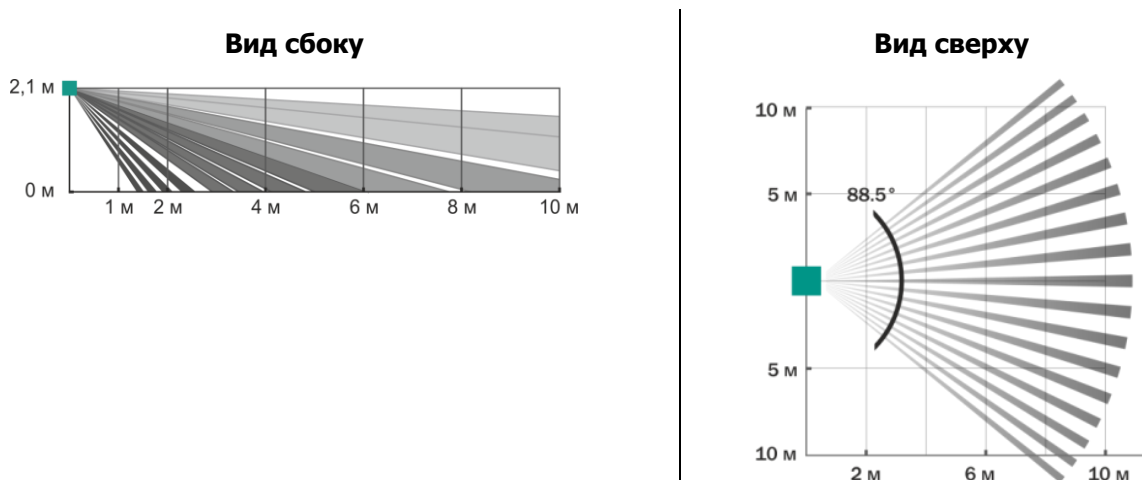 Вид сбоку
2,1 м
0 м
1 м 2 м 4 м 6 м 8 м 10 м
Вид сверху
10 м
5 м
88.5°
5 м
10 м
2 м 6 м 10 м